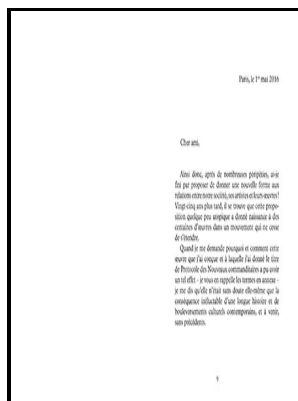 Paris, le 1er mai 2016
Cher ami,
Ainsi donc, après de nombreuses péripéties, ai-je
fini par proposer de donner une nouvelle forme aux
relations entre notre société, ses artistes et leurs œuvres !
Vingt-cinq ans plus tard, il se trouve que cette propo-
sition quelque peu utopique a donné naissance à des
centaines d'œuvres dans un mouvement qui ne cesse
de s'étendre.
Quand je me demande pourquoi et comment cette
œuvre que j'ai conçue et à laquelle j'ai donné le titre
de Protocole des Nouveaux commanditaires a pu avoir
un tel effet – je vous en rappelle les termes en annexe –
je me dis qu'elle n'était sans doute elle-même que la
conséquence inéluctable d'une longue histoire et de
bouleversements culturels contemporains, et à venir,
sans précédents.
9